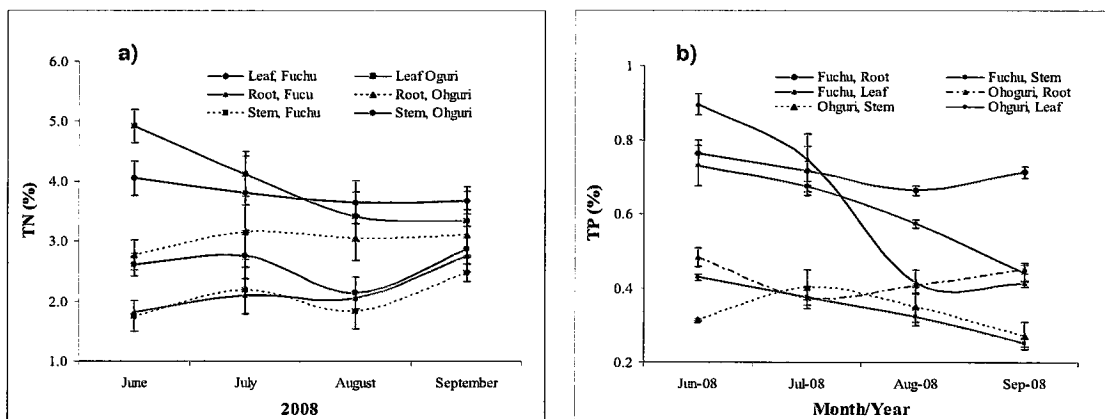 a)
6.0
5.0
4.0
3.0
2.0
1.0
TN (%)
Leaf, Fuchu
Leaf Oguri
Root, Fucu
Root, Ohguri
Stem, Fuchu
Stem, Ohguri
June
July
August
September
2008
b)
1
0.8
0.6
0.4
0.2
TP (%)
Fuchu, Root
Fuchu, Stem
Fuchu, Leaf
Ohoguri, Root
Ohguri, Stem
Ohguri, Leaf
Jun-08
Jul-08
Aug-08
Sep-08
Month/Year